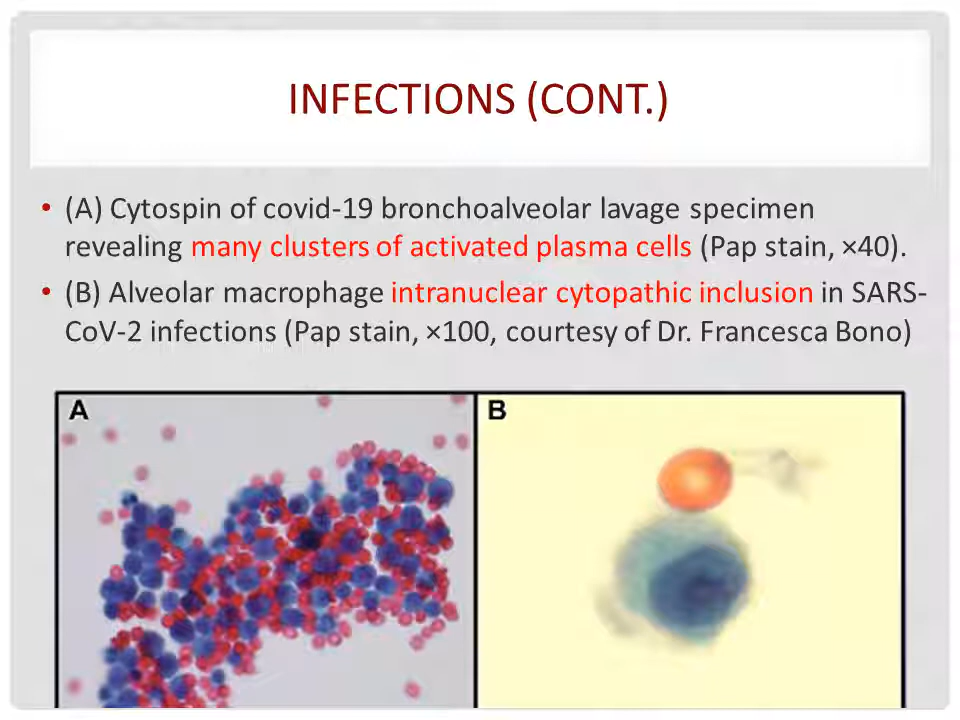 INFECTIONS (CONT.)
• (A) Cytospin of covid-19 bronchoalveolar lavage specimen
revealing many clusters of activated plasma cells (Pap stain, ×40).
• (B) Alveolar macrophage intranuclear cytopathic inclusion in SARS-
CoV-2 infections (Pap stain, ×100, courtesy of Dr. Francesca Bono)
A
B